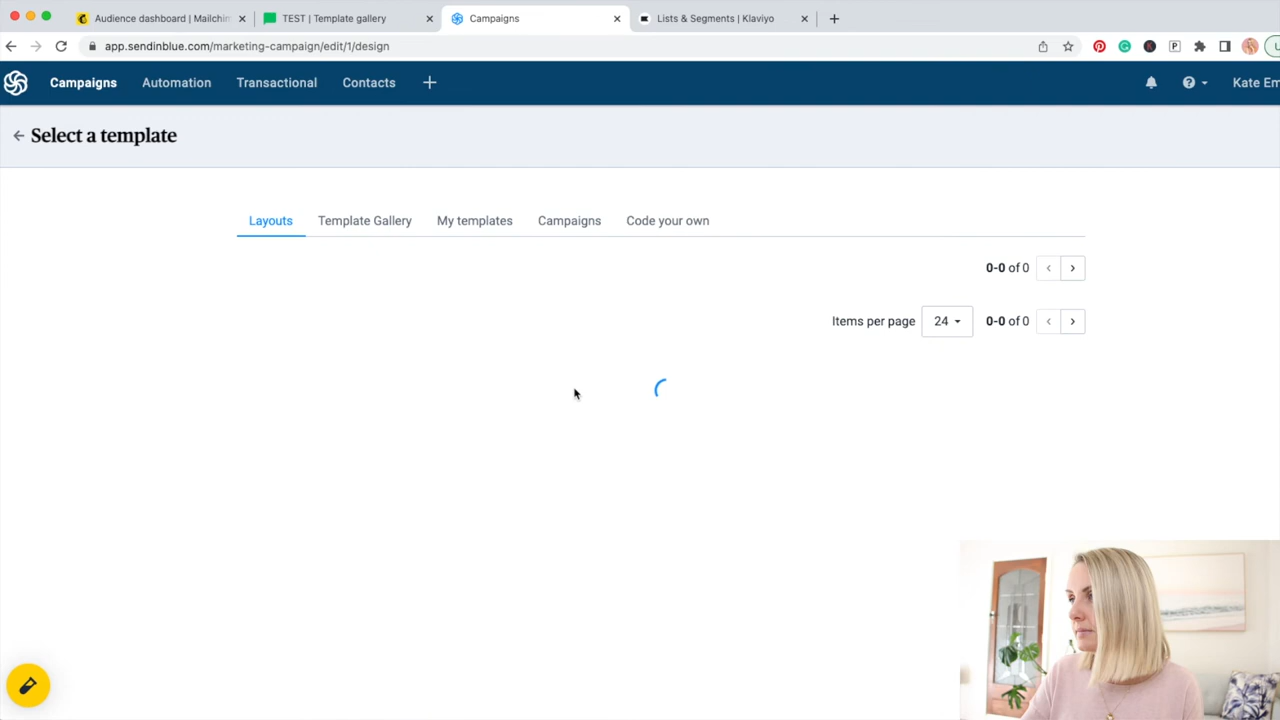 Audience dashboard | Mailchim
TEST | Template gallery
Campaigns
Lists & Segments | Klaviyo
app.sendinblue.com/marketing-campaign/edit/1/design
Campaigns
Automation
Transactional
Contacts
Kate Em
Select a template
Layouts
Template Gallery
My templates
Campaigns
Code your own
0-0 of 0
Items per page
24
0-0 of 0